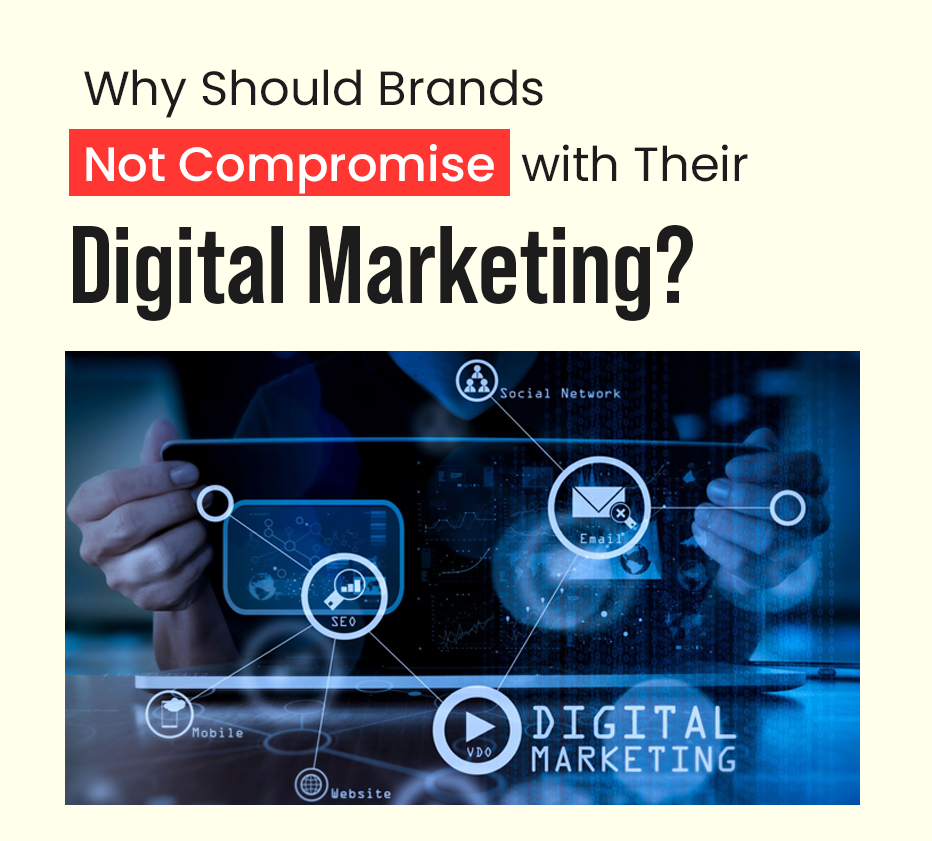 Why Should Brands
Not Compromise with Their
Digital Marketing?
Social Network
Email
SEO
Mobile
VDO
DIGITAL
MARKETING
Website